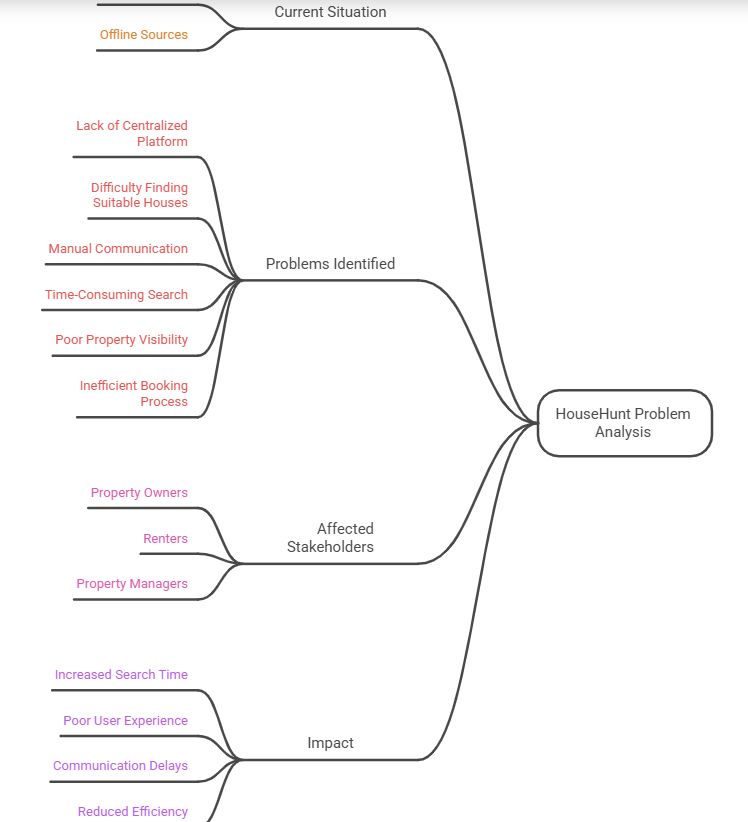 Current Situation
Offline Sources
Lack of Centralized
Platform
Difficulty Finding
Suitable Houses
Manual Communication
Problems Identified
Time-Consuming Search
Poor Property Visibility
Inefficient Booking
Process
HouseHunt Problem
Analysis
Property Owners
Renters
Property Managers
Affected
Stakeholders
Increased Search Time
Poor User Experience
Communication Delays
Reduced Efficiency
Impact